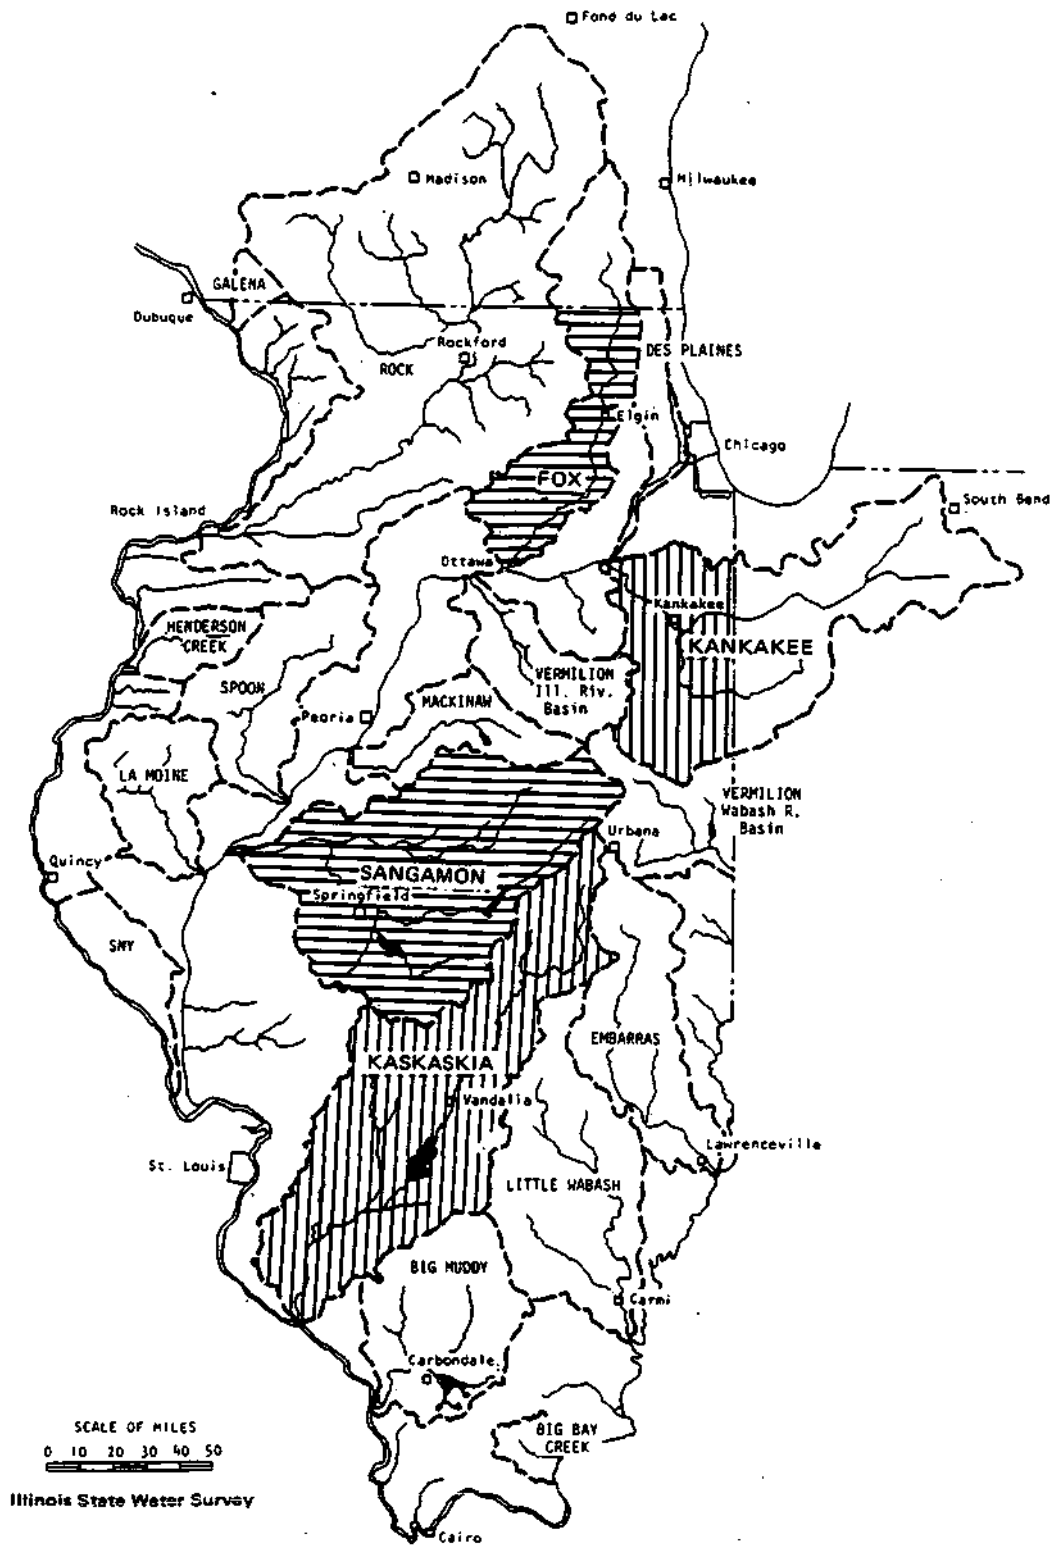 Fond du Lac
Madison
Milwaukee
GALENA
Dubuque
Rockford
DES PLAINES
ROCK
Elgin
Chicago
FOX
South Bend
Rock Island
Ottawa
Kankakee
HENDERSON
CREEK
KANKAKEE
SPOON
VERMILION
Ill. Riv.
Basin
MACKINAW
Peoria
LA MOINE
VERMILION
Wabash R.
Basin
Urbana
Quincy
SANGAMON
Springfield
SNY
EMBARRAS
KASKASKIA
Vandalia
Lawrenceville
St. Louis
LITTLE WABASH
BIG MUDDY
Carmi
Carbondale
SCALE OF MILES
0 10 20 30 40 50
BIG BAY
CREEK
Illinois State Water Survey
Cairo